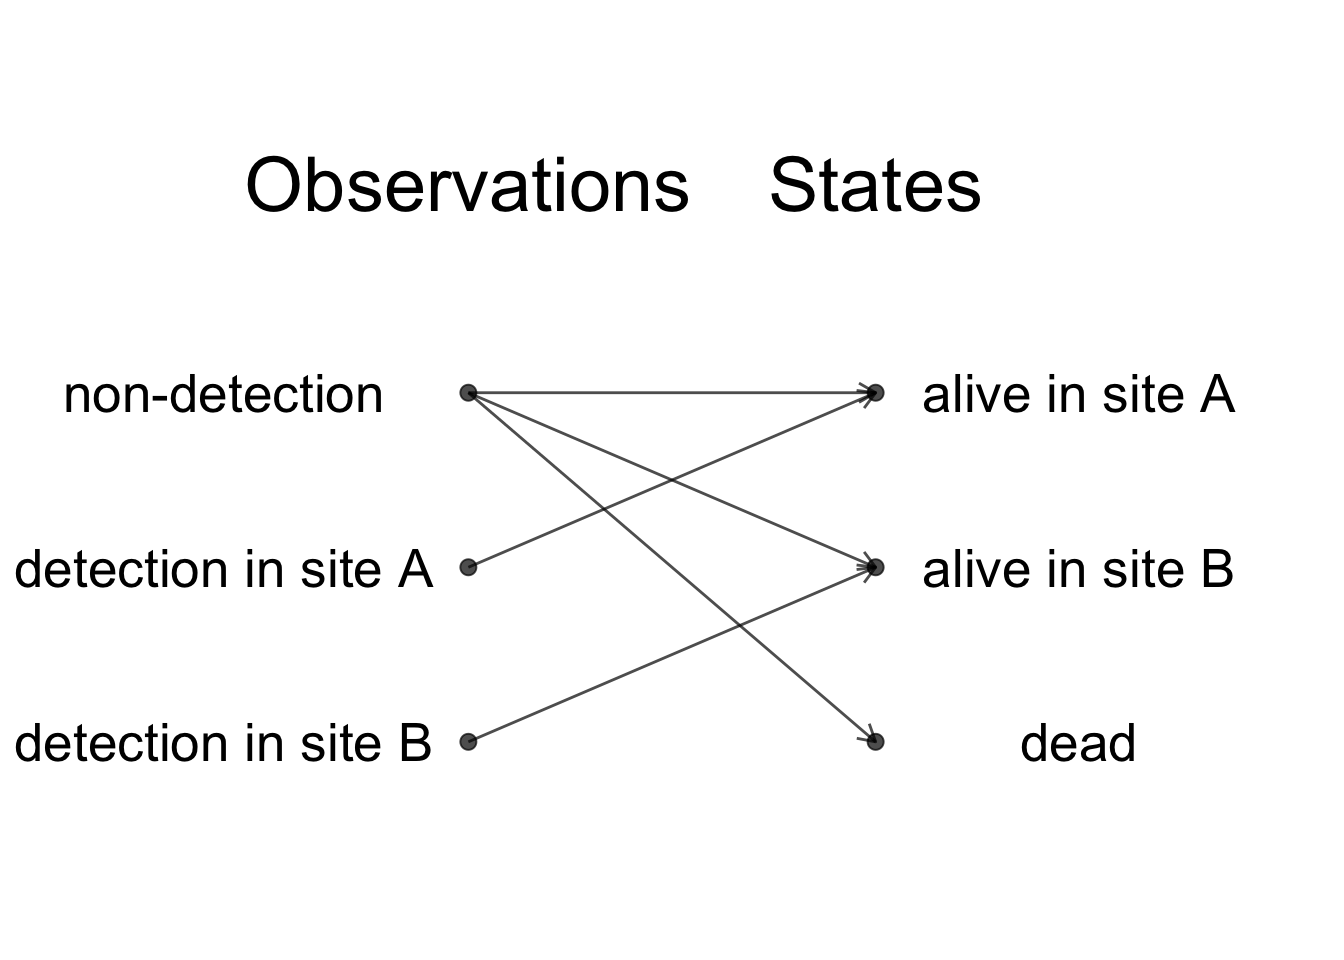 Observations States
non-detection alive in site A
detection in site A alive in site B
detection in site B dead